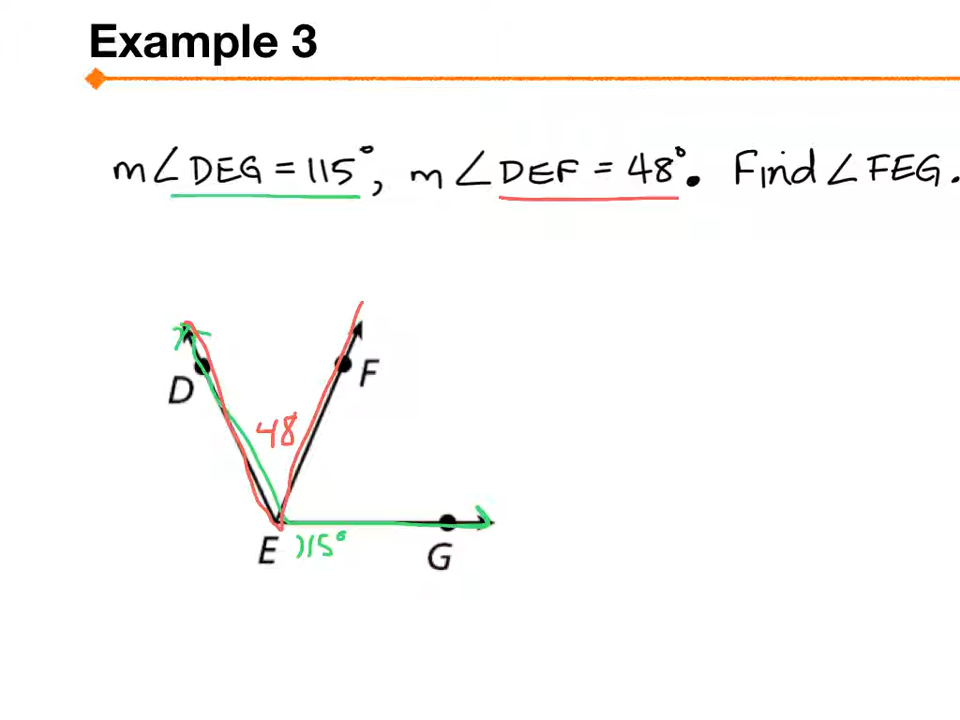 Example 3
m∠DEG = 115°, m∠DEF = 48°. Find ∠FEG.
D
F
48
E
115°
G